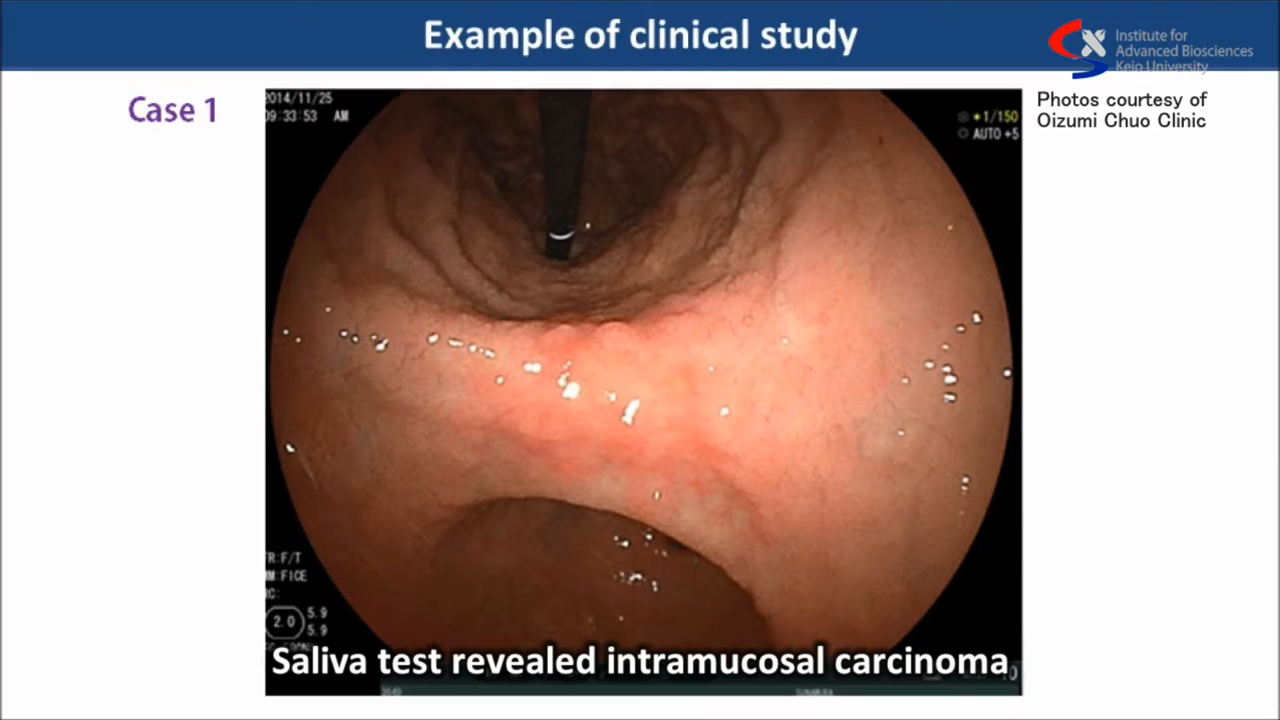 Example of clinical study
Institute for
Advanced Biosciences
Keio University
Case 1
Photos courtesy of
Oizumi Chuo Clinic
2014/11/25
09:33:53 AM
1/150
AUTO +5
TR:F/T
M:FICE
C:
2.0
5.9
5.9
Saliva test revealed intramucosal carcinoma